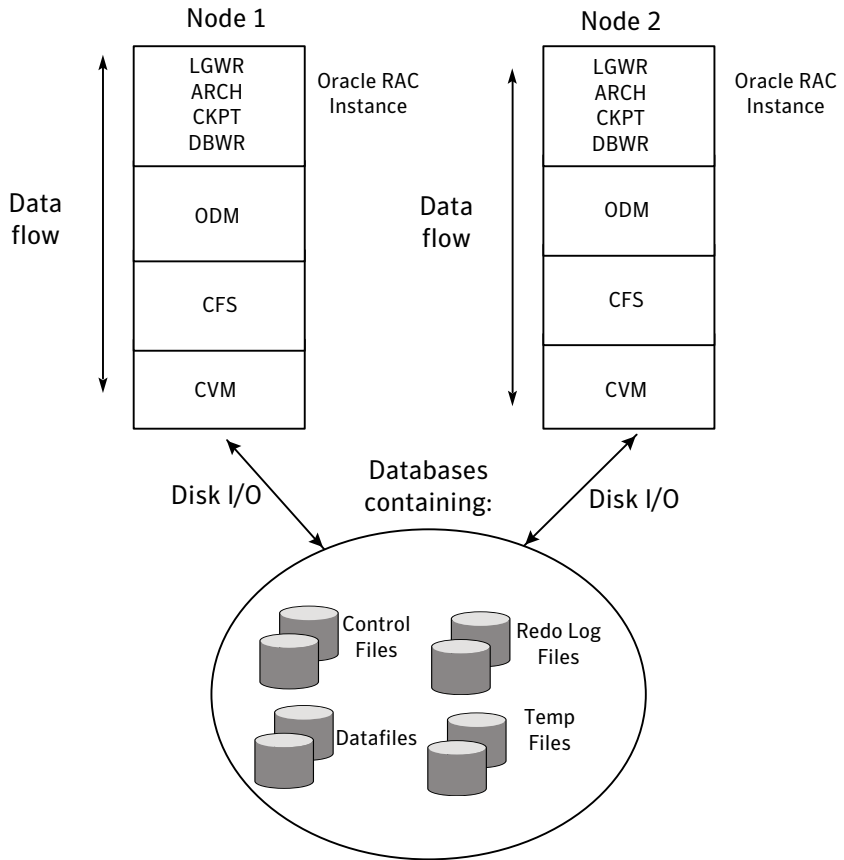 Node 1
LGWR
ARCH
CKPT
DBWR
Oracle RAC
Instance
Data
flow
ODM
CFS
CVM
Node 2
LGWR
ARCH
CKPT
DBWR
Oracle RAC
Instance
Data
flow
ODM
CFS
CVM
Disk I/O
Databases
containing:
Disk I/O
Control
Files
Redo Log
Files
Datafiles
Temp
Files